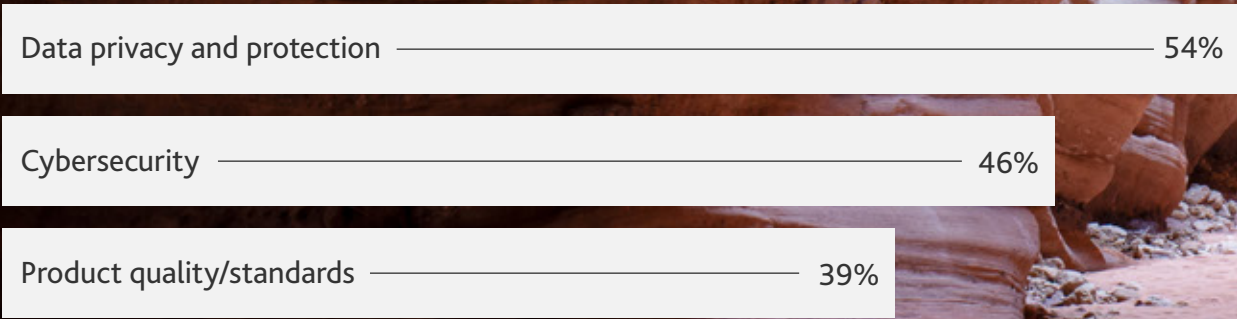 Data privacy and protection 54%
Cybersecurity 46%
Product quality/standards 39%